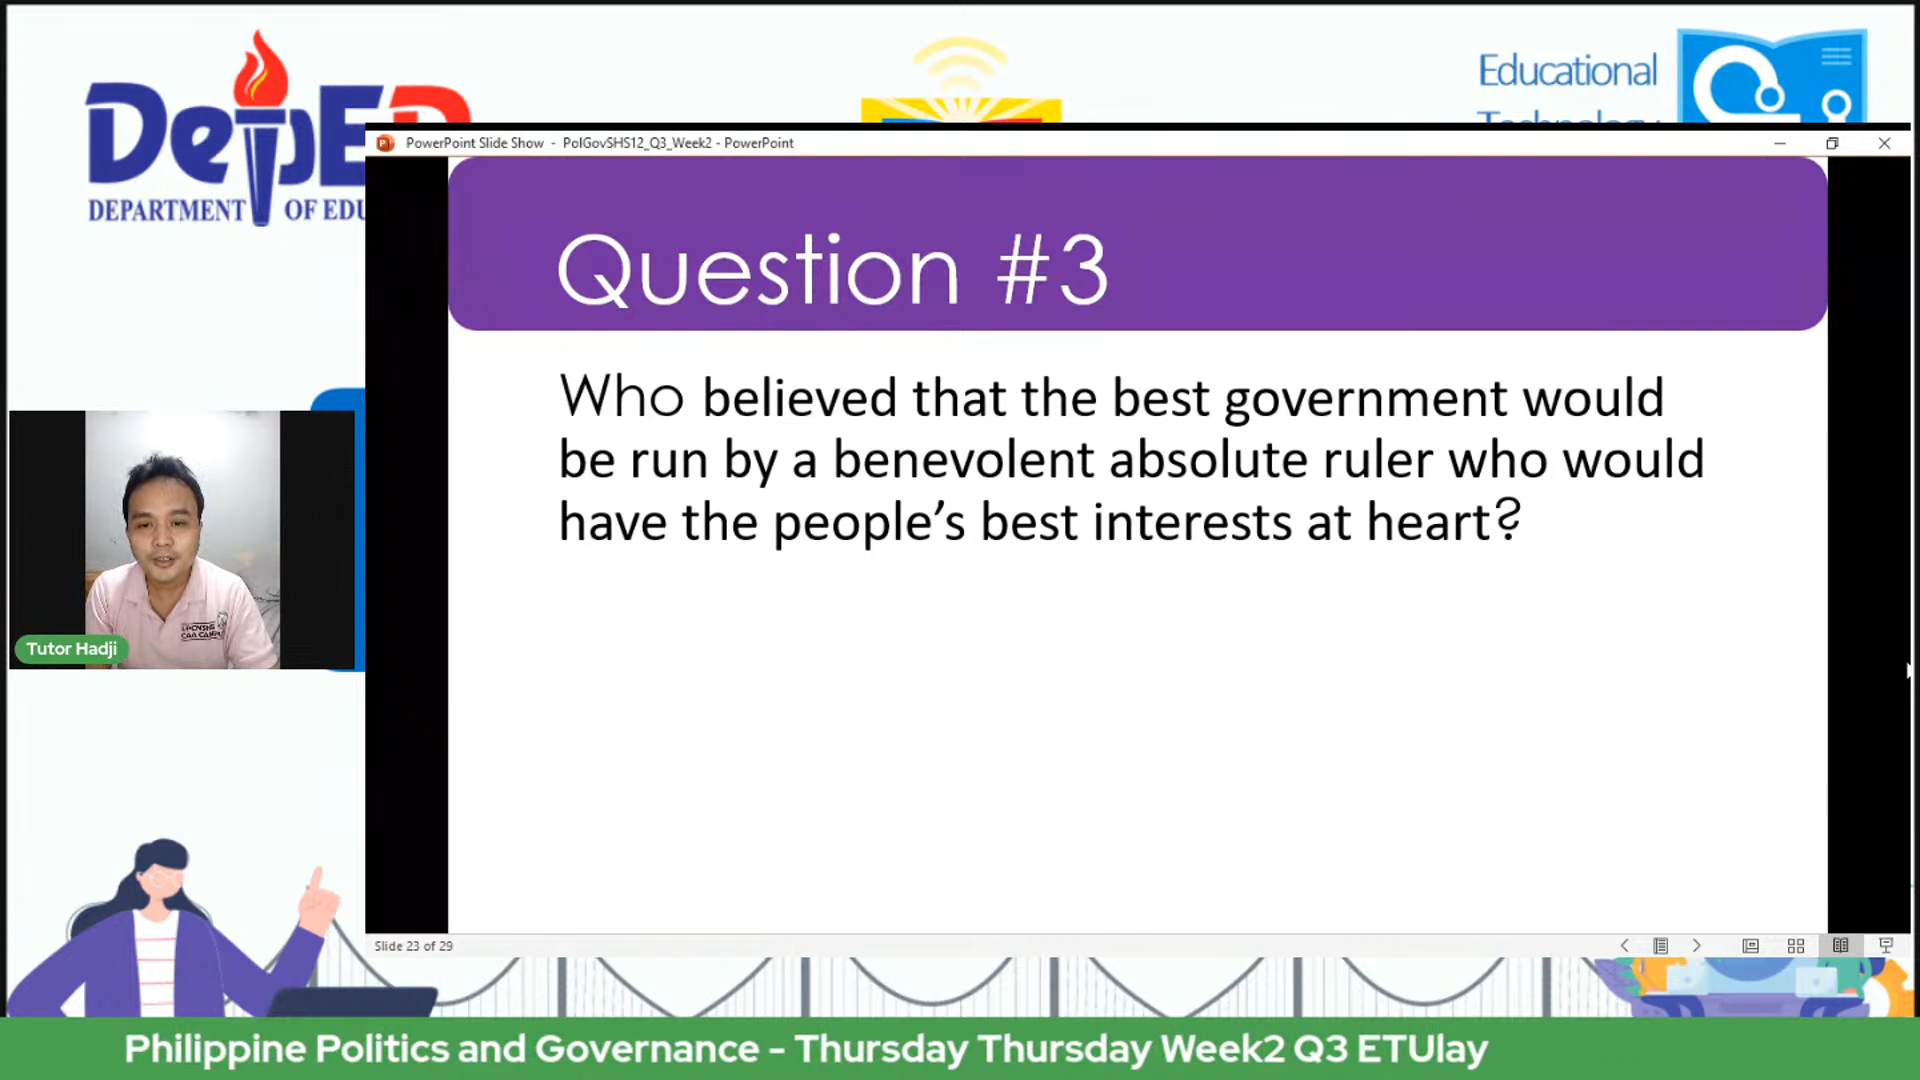 DepED
DEPARTMENT OF EDU
Educational
Technology
PowerPoint Slide Show - PolGovSHS12_Q3_Week2 - PowerPoint
Question #3
Who believed that the best government would
be run by a benevolent absolute ruler who would
have the people’s best interests at heart?
Tutor Hadji
Slide 23 of 29
Philippine Politics and Governance - Thursday Thursday Week2 Q3 ETUlay